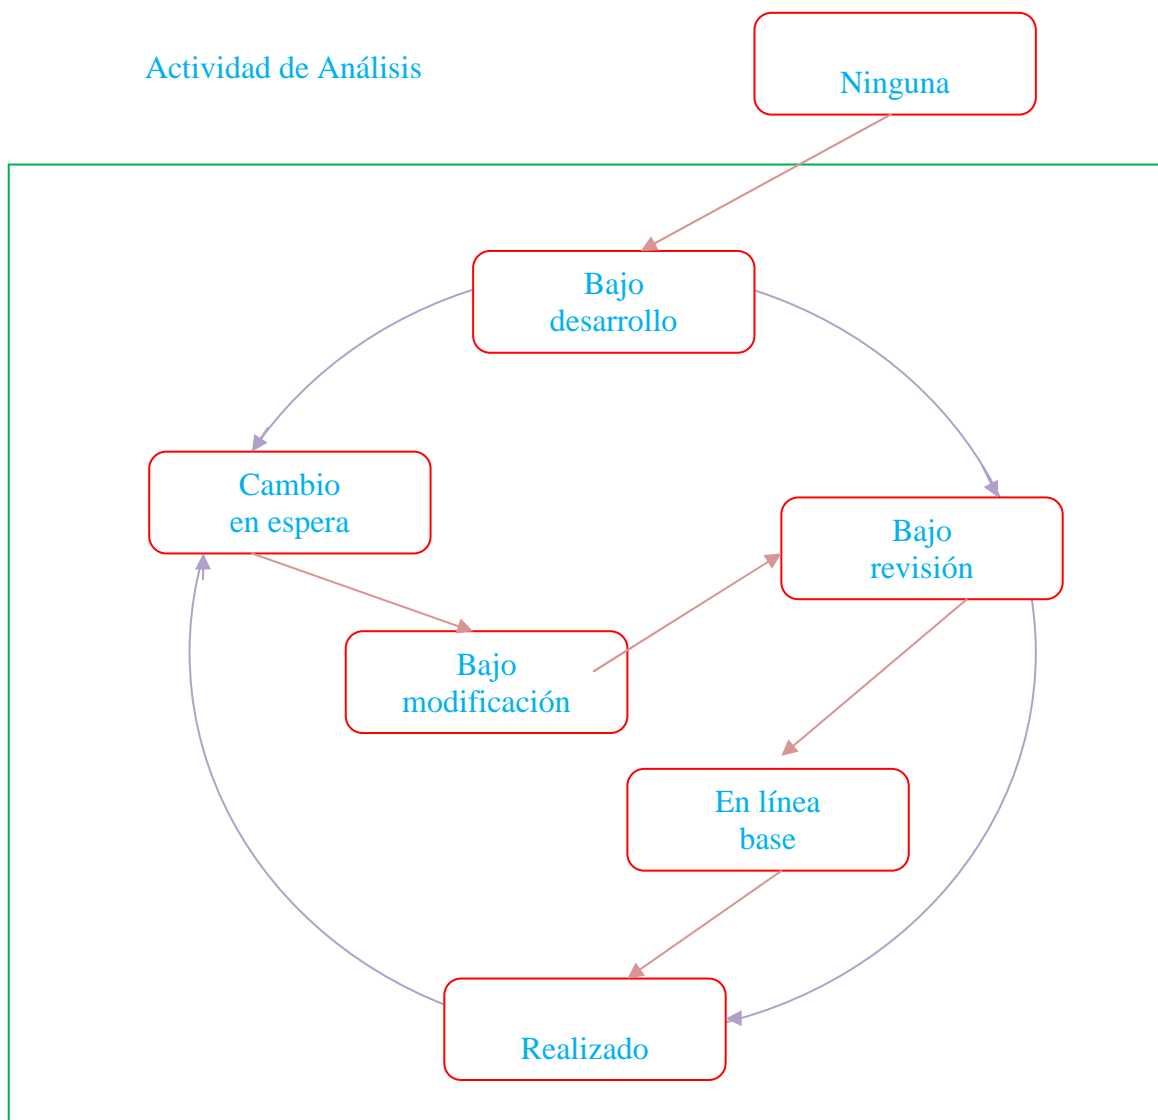 Actividad de Análisis
Ninguna
Bajo
desarrollo
Cambio
en espera
Bajo
revisión
Bajo
modificación
En línea
base
Realizado